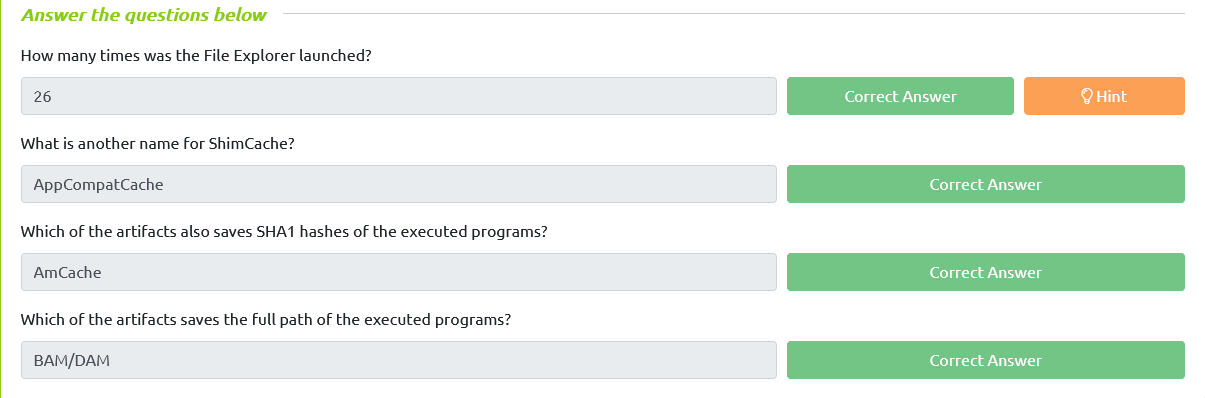 Answer the questions below
How many times was the File Explorer launched?
26
Correct Answer
Hint
What is another name for ShimCache?
AppCompatCache
Correct Answer
Which of the artifacts also saves SHA1 hashes of the executed programs?
AmCache
Correct Answer
Which of the artifacts saves the full path of the executed programs?
BAM/DAM
Correct Answer